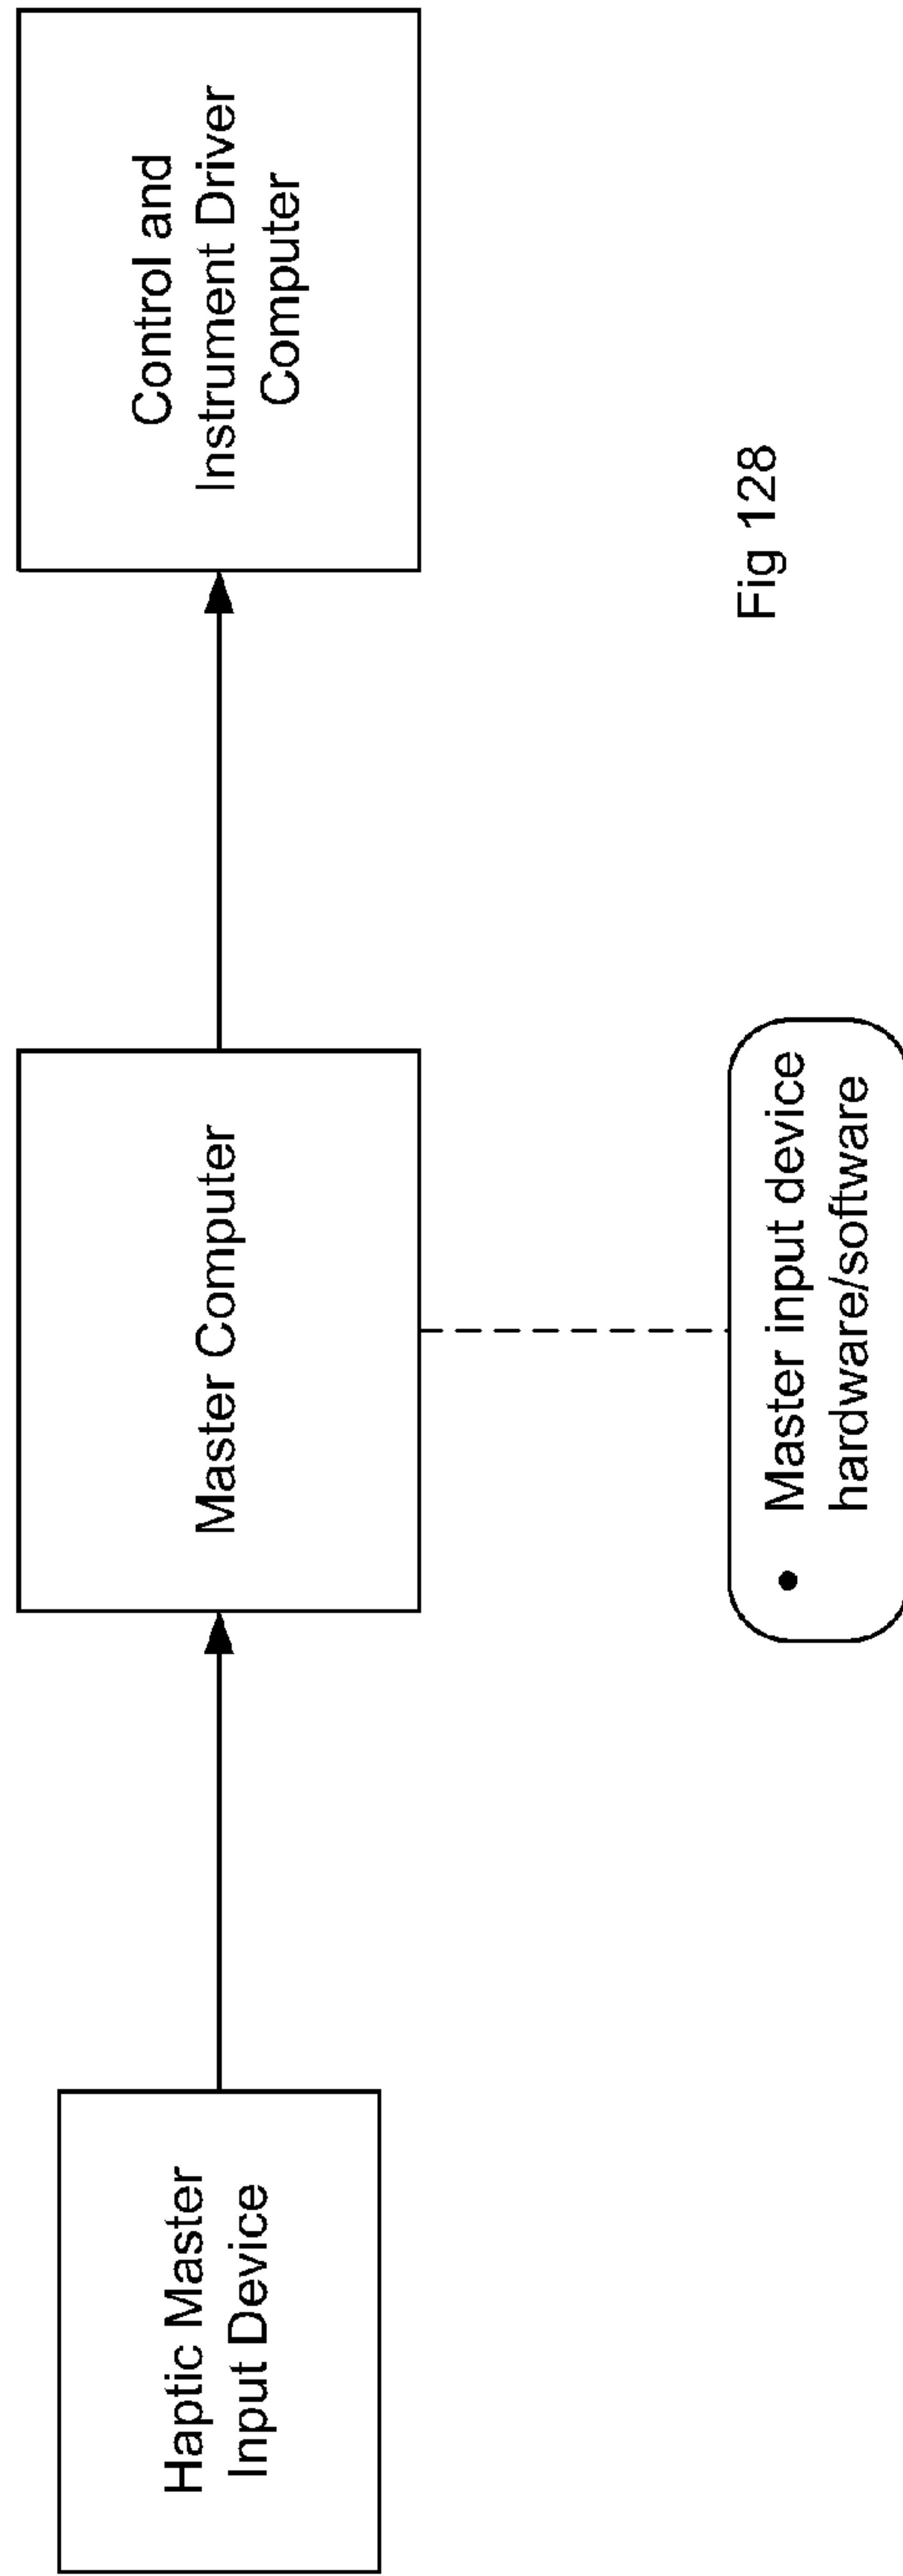 Haptic Master
Input Device
Master Computer
Control and
Instrument Driver
Computer
• Master input device
hardware/software
Fig 128